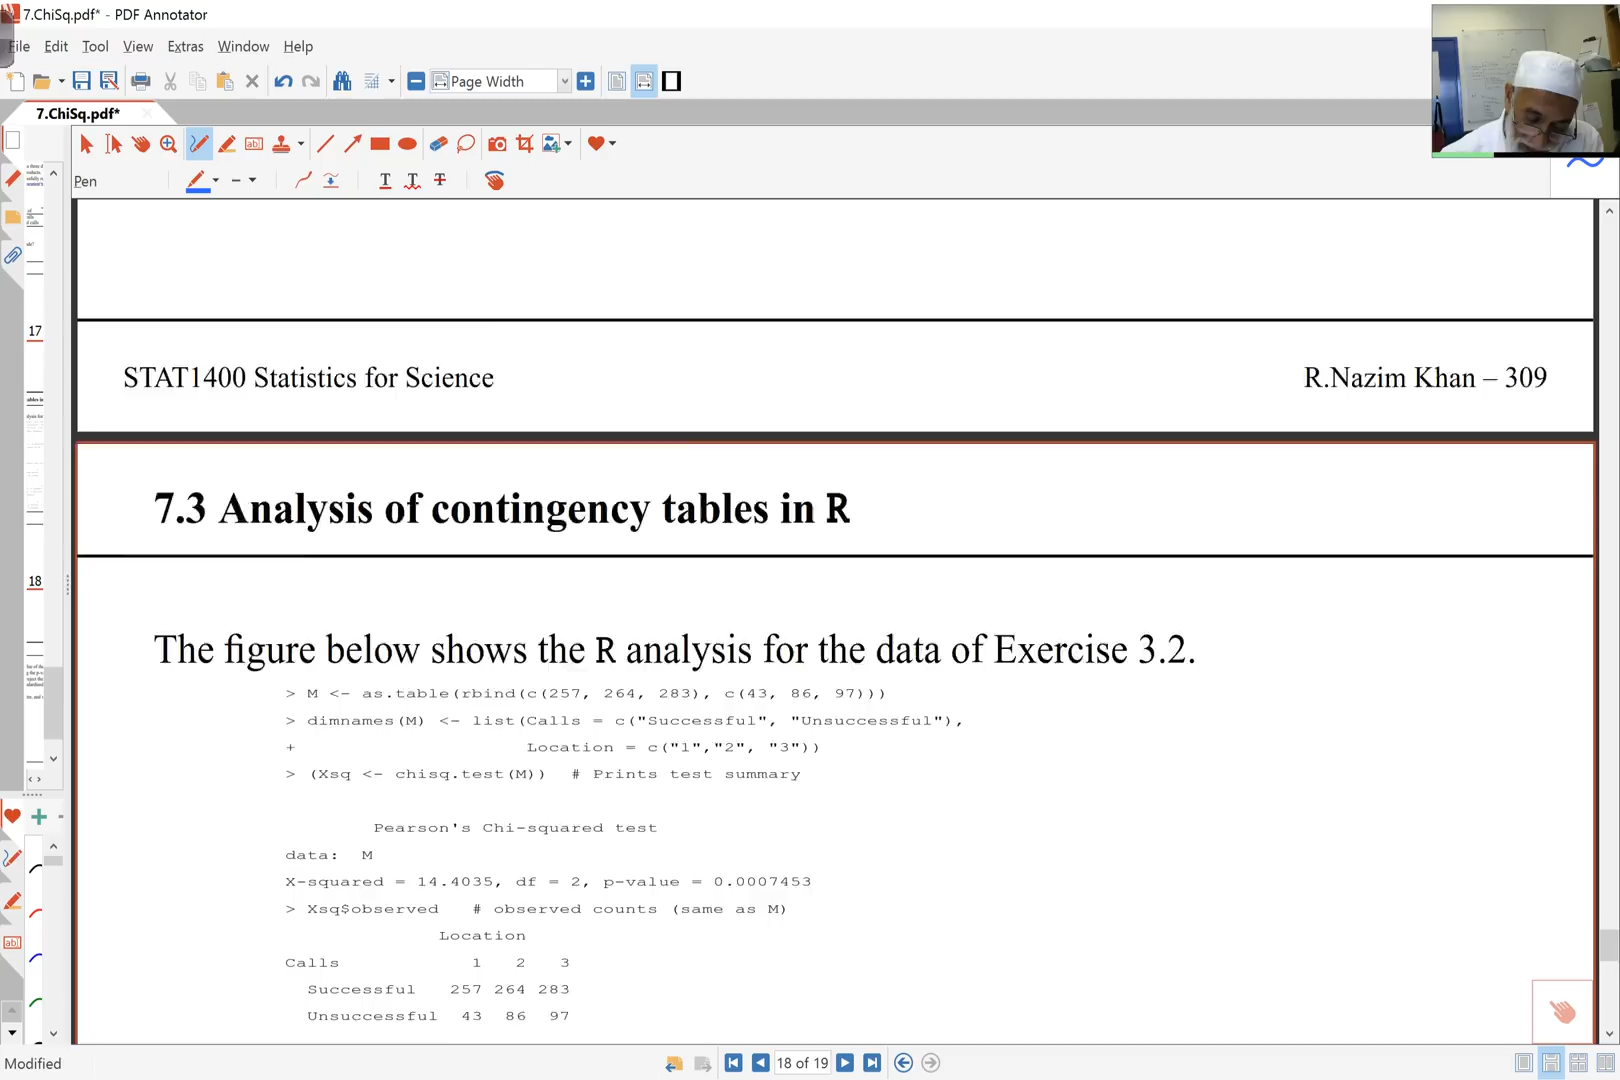 7.ChiSq.pdf* - PDF Annotator
File Edit Tool View Extras Window Help
Page Width
7.ChiSq.pdf*
Pen
17
18
STAT1400 Statistics for Science
R.Nazim Khan – 309
7.3 Analysis of contingency tables in R
The figure below shows the R analysis for the data of Exercise 3.2.
> M <- as.table(rbind(c(257, 264, 283), c(43, 86, 97)))
> dimnames(M) <- list(Calls = c("Successful", "Unsuccessful"),
+ Location = c("1","2", "3"))
> (Xsq <- chisq.test(M)) # Prints test summary
Pearson's Chi-squared test
data: M
X-squared = 14.4035, df = 2, p-value = 0.0007453
> Xsq$observed # observed counts (same as M)
Location
Calls 1 2 3
Successful 257 264 283
Unsuccessful 43 86 97
Modified
18 of 19